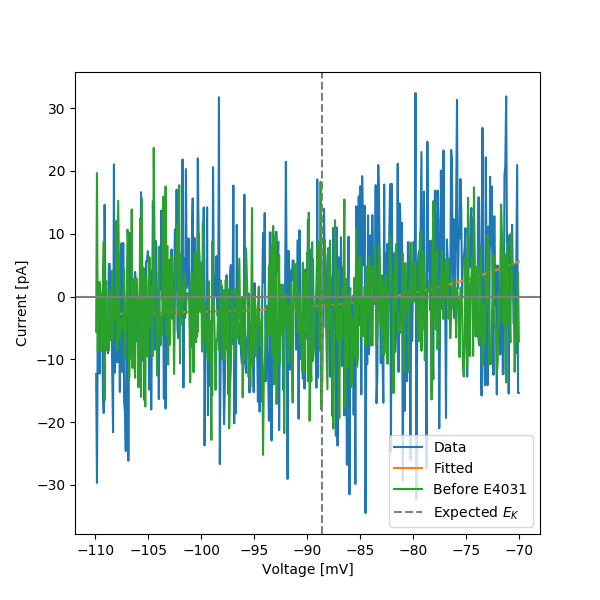 30
20
10
0
−10
−20
−30
Current [pA]
−110
−105
−100
−95
−90
−85
−80
−75
−70
Voltage [mV]
Data
Fitted
Before E4031
Expected E_K